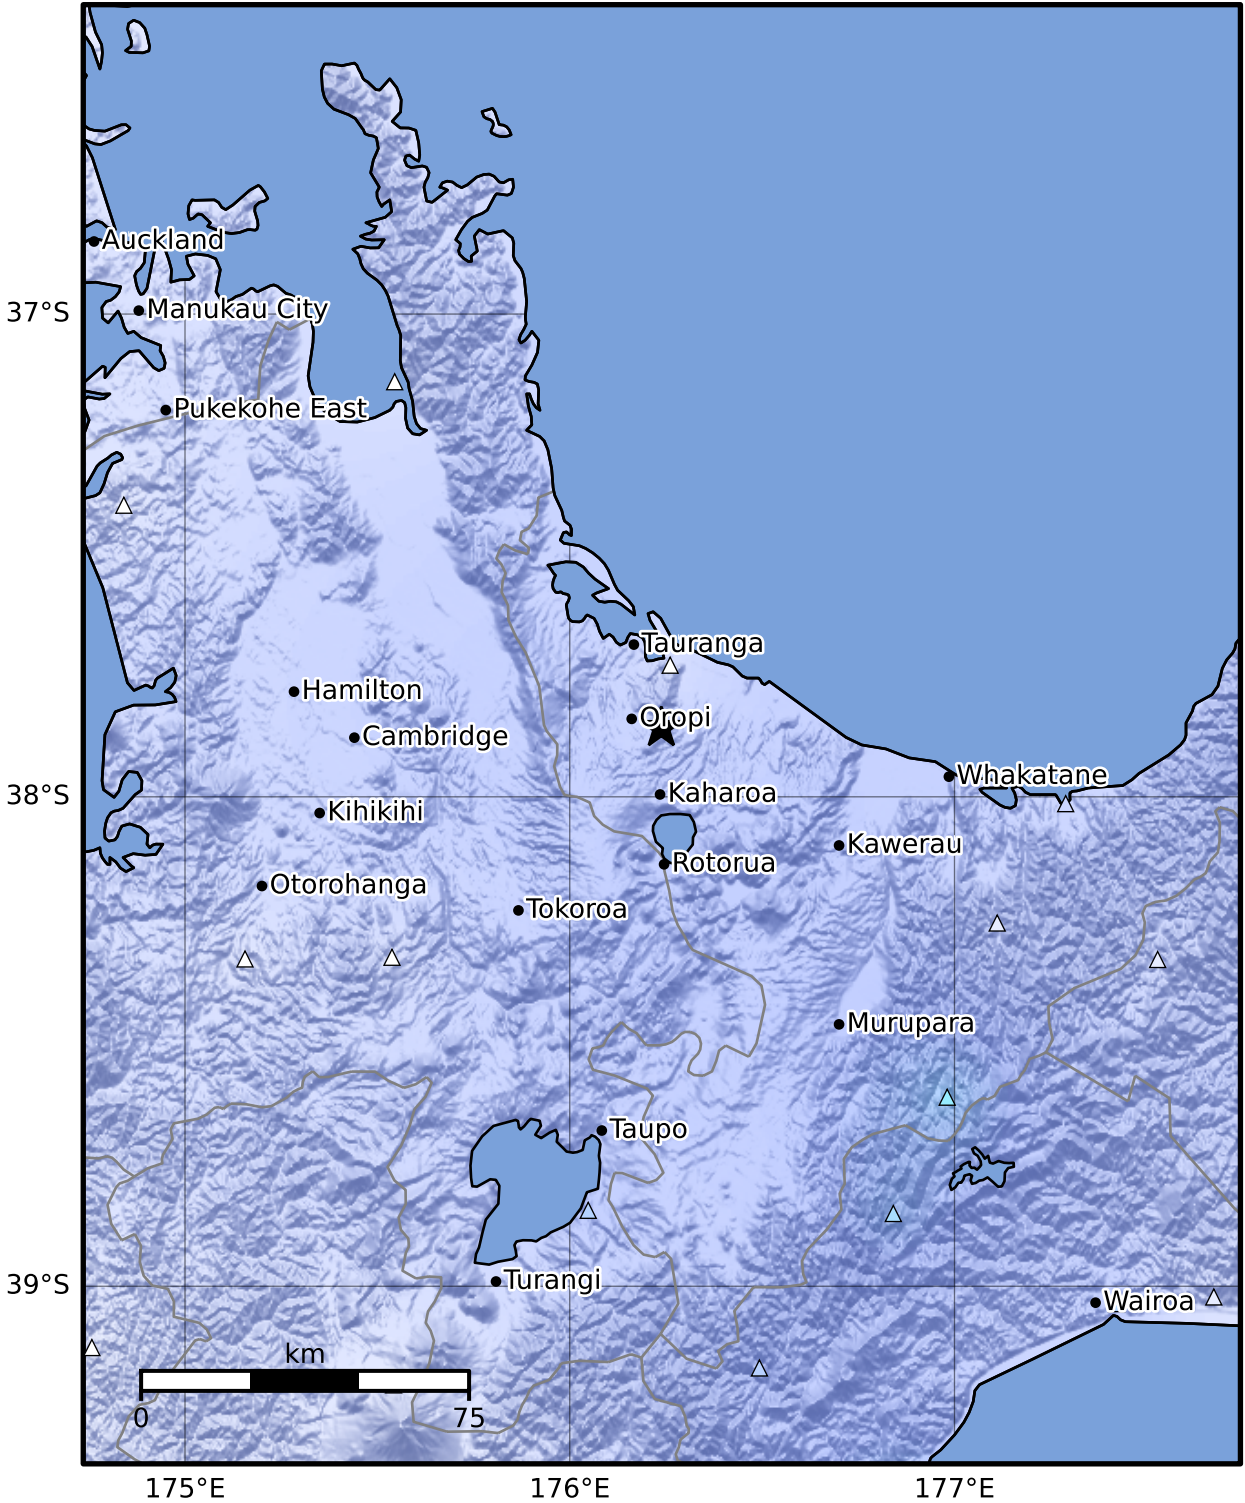 Auckland
37°S
Manukau City
Pukekohe East
Tauranga
Hamilton
Oropi
Cambridge
Whakatane
38°S
Kaharoa
Kihikihi
Kawerau
Rotorua
Otorohanga
Tokoroa
Murupara
Taupo
39°S
Turangi
Wairoa
km
0 75
175°E 176°E 177°E